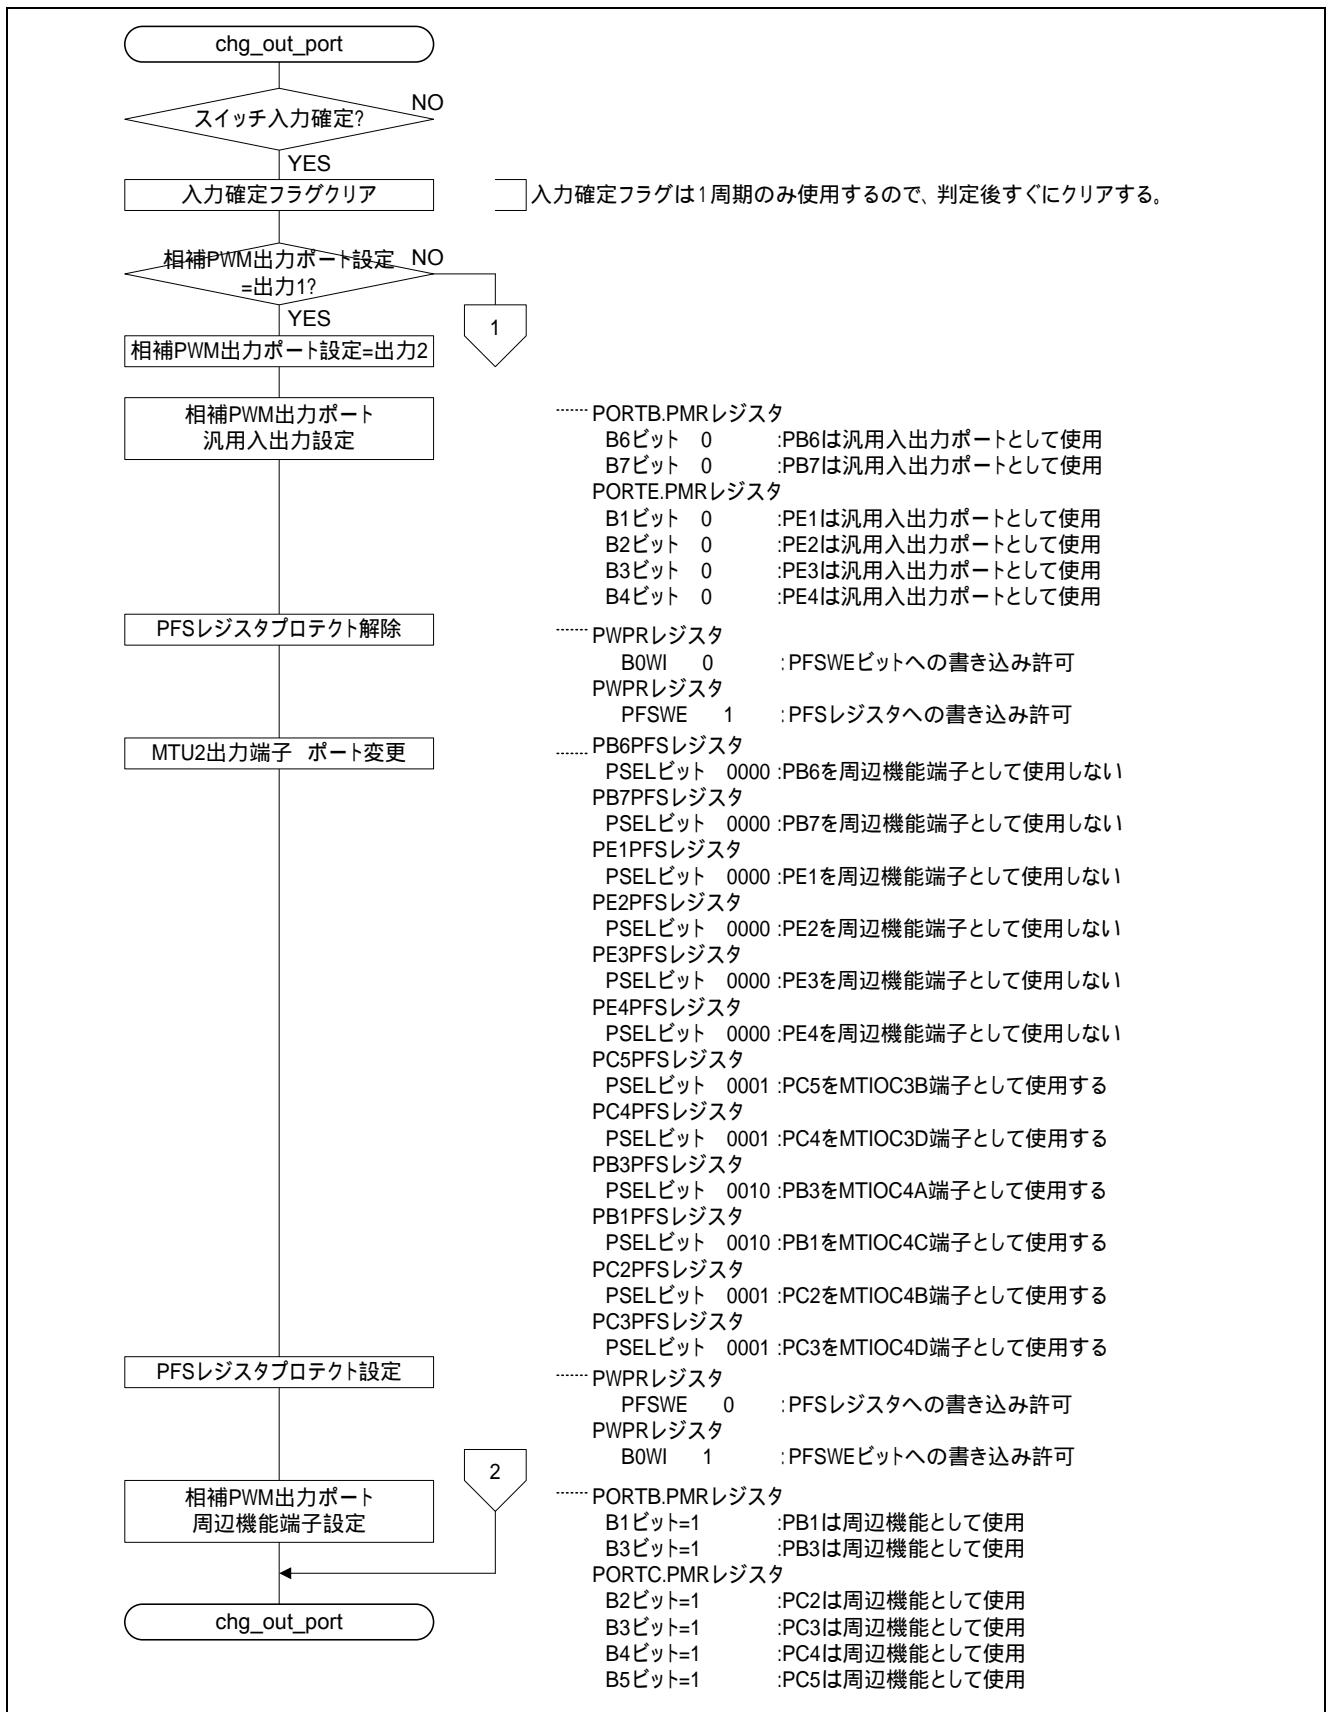 chg_out_port
スイッチ入力確定?
NO
YES
入力確定フラグクリア
入力確定フラグは1周期のみ使用するので、判定後すぐにクリアする。
相補PWM出力ポート設定
=出力1?
NO
YES
1
相補PWM出力ポート設定=出力2
相補PWM出力ポート
汎用入出力設定
PORTB.PMRレジスタ
B6ビット 0 :PB6は汎用入出力ポートとして使用
B7ビット 0 :PB7は汎用入出力ポートとして使用
PORTE.PMRレジスタ
B1ビット 0 :PE1は汎用入出力ポートとして使用
B2ビット 0 :PE2は汎用入出力ポートとして使用
B3ビット 0 :PE3は汎用入出力ポートとして使用
B4ビット 0 :PE4は汎用入出力ポートとして使用
PFSレジスタプロテクト解除
PWPRレジスタ
B0WI 0 :PFSWEビットへの書き込み許可
PWPRレジスタ
PFSWE 1 :PFSレジスタへの書き込み許可
MTU2出力端子 ポート変更
PB6PFSレジスタ
PSELビット 0000 :PB6を周辺機能端子として使用しない
PB7PFSレジスタ
PSELビット 0000 :PB7を周辺機能端子として使用しない
PE1PFSレジスタ
PSELビット 0000 :PE1を周辺機能端子として使用しない
PE2PFSレジスタ
PSELビット 0000 :PE2を周辺機能端子として使用しない
PE3PFSレジスタ
PSELビット 0000 :PE3を周辺機能端子として使用しない
PE4PFSレジスタ
PSELビット 0000 :PE4を周辺機能端子として使用しない
PC5PFSレジスタ
PSELビット 0001 :PC5をMTIOC3B端子として使用する
PC4PFSレジスタ
PSELビット 0001 :PC4をMTIOC3D端子として使用する
PB3PFSレジスタ
PSELビット 0010 :PB3をMTIOC4A端子として使用する
PB1PFSレジスタ
PSELビット 0010 :PB1をMTIOC4C端子として使用する
PC2PFSレジスタ
PSELビット 0001 :PC2をMTIOC4B端子として使用する
PC3PFSレジスタ
PSELビット 0001 :PC3をMTIOC4D端子として使用する
PFSレジスタプロテクト設定
PWPRレジスタ
PFSWE 0 :PFSレジスタへの書き込み許可
PWPRレジスタ
B0WI 1 :PFSWEビットへの書き込み許可
2
相補PWM出力ポート
周辺機能端子設定
PORTB.PMRレジスタ
B1ビット=1 :PB1は周辺機能として使用
B3ビット=1 :PB3は周辺機能として使用
PORTC.PMRレジスタ
B2ビット=1 :PC2は周辺機能として使用
B3ビット=1 :PC3は周辺機能として使用
B4ビット=1 :PC4は周辺機能として使用
B5ビット=1 :PC5は周辺機能として使用
chg_out_port